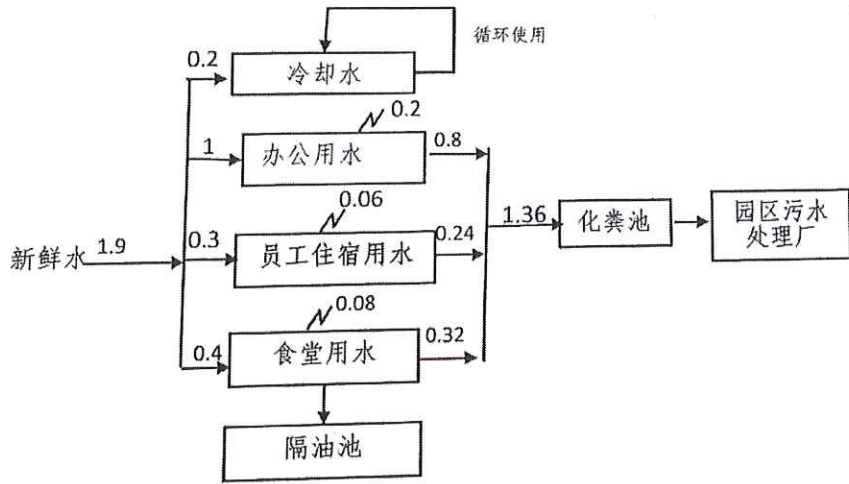 循环使用
0.2
冷却水
0.2
1
办公用水
0.8
0.06
新鲜水
1.9
0.3
员工住宿用水
0.24
1.36
化粪池
园区污水
处理厂
0.08
0.4
食堂用水
0.32
隔油池